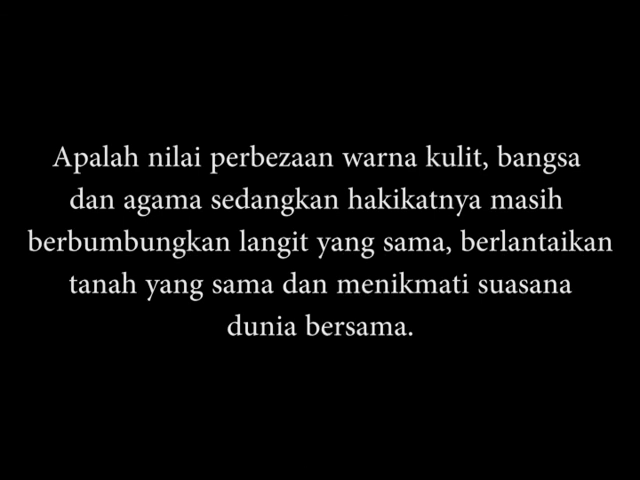 Apalah nilai perbezaan warna kulit, bangsa
dan agama sedangkan hakikatnya masih
berbumbungkan langit yang sama, berlantaikan
tanah yang sama dan menikmati suasana
dunia bersama.